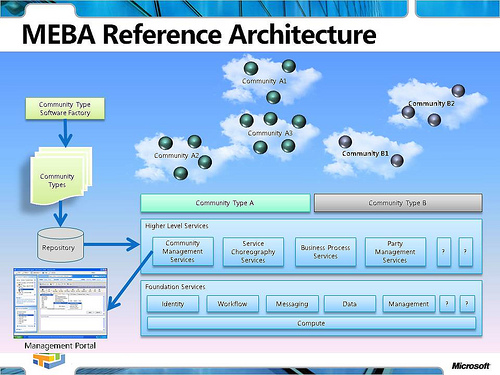 MEBA Reference Architecture
Community A1
Community B2
Community Type
Software Factory
Community A3
Community A2
Community B1
Community
Types
Community Type A
Community Type B
Higher Level Services
Repository
Community
Management
Services
Service
Choreography
Services
Business Process
Services
Party
Management
Services
?
?
Foundation Services
Identity
Workflow
Messaging
Data
Management
?
?
Compute
Management Portal
Microsoft